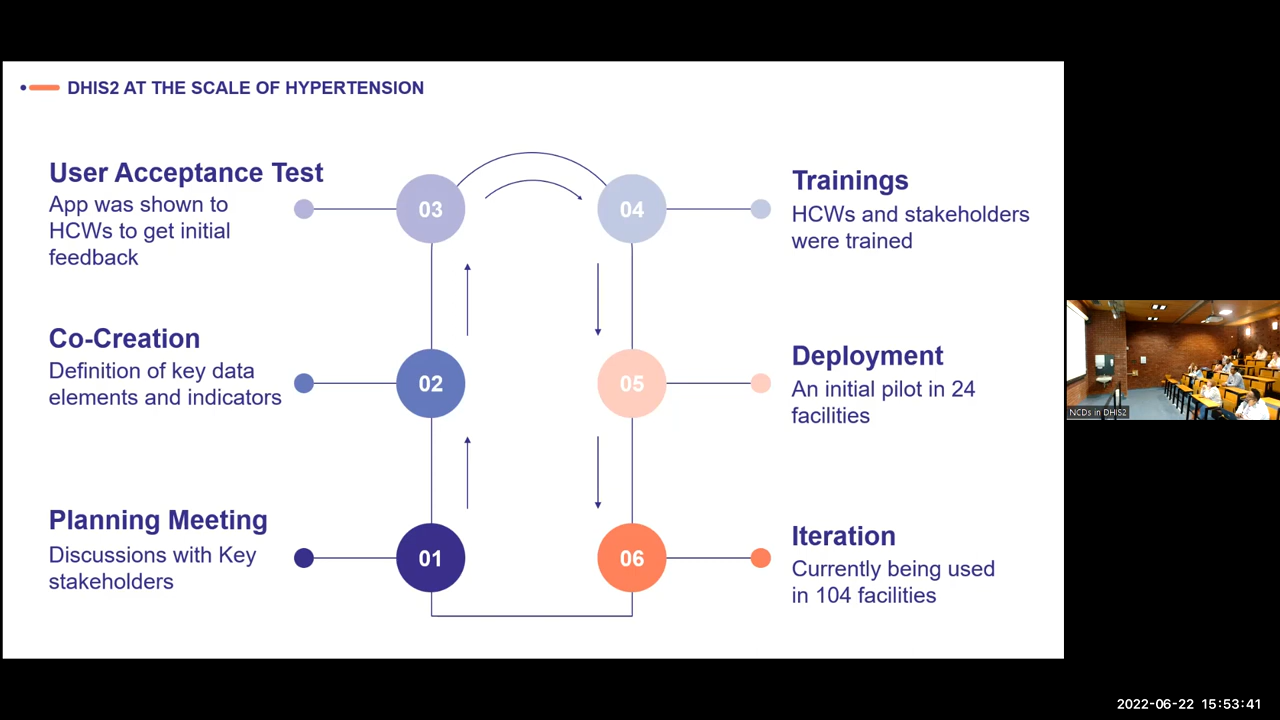 DHIS2 AT THE SCALE OF HYPERTENSION
User Acceptance Test
App was shown to
HCWs to get initial
feedback
03
04
Trainings
HCWs and stakeholders
were trained
Co-Creation
Definition of key data
elements and indicators
02
05
Deployment
An initial pilot in 24
facilities
Planning Meeting
Discussions with Key
stakeholders
01
06
Iteration
Currently being used
in 104 facilities
NCDs in DHIS2
2022-06-22 15:53:41